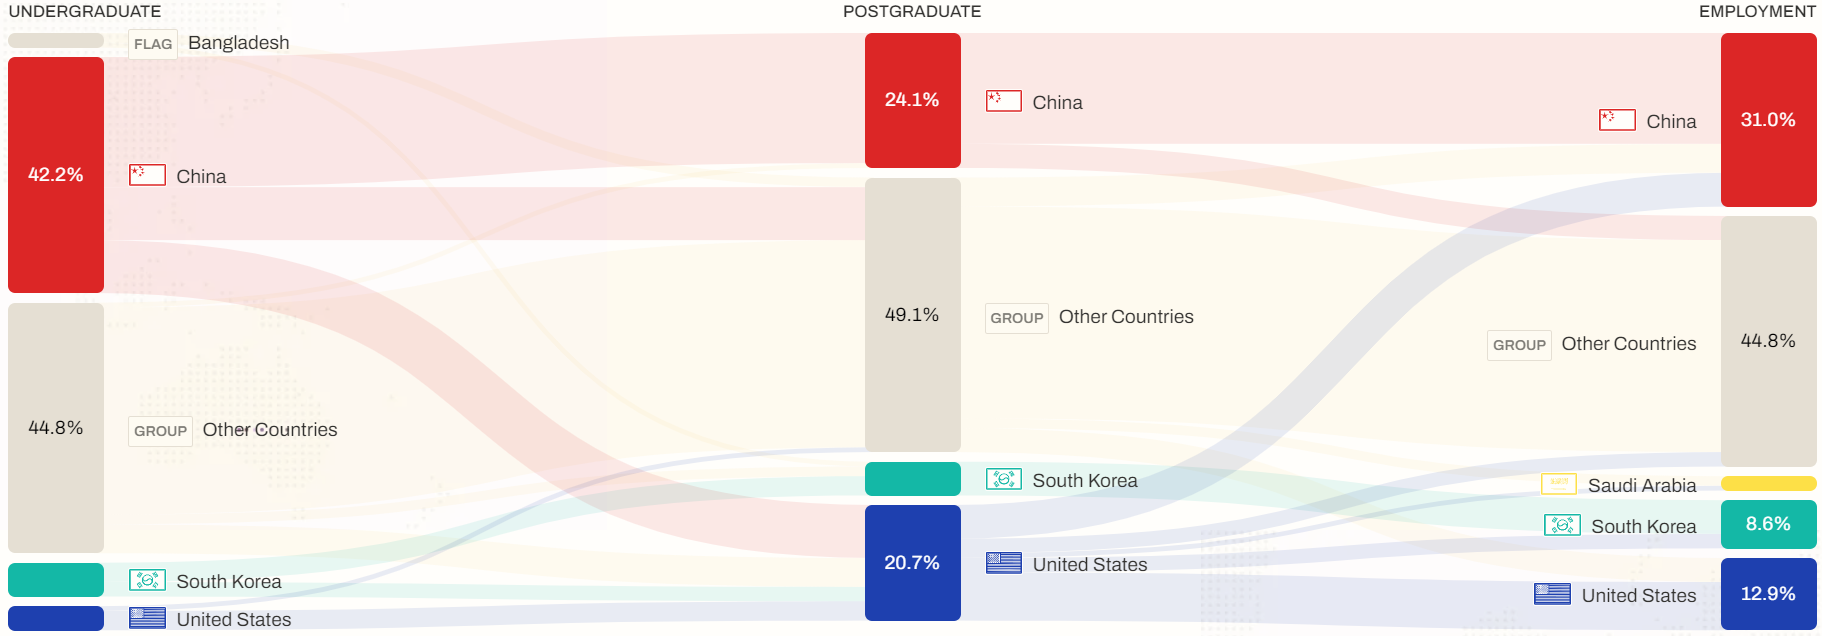 UNDERGRADUATE
POSTGRADUATE
EMPLOYMENT
FLAG Bangladesh
24.1%
China
China
31.0%
42.2%
China
49.1%
GROUP Other Countries
GROUP Other Countries
44.8%
44.8%
GROUP Other Countries
South Korea
Saudi Arabia
South Korea
8.6%
20.7%
United States
South Korea
United States
12.9%
United States